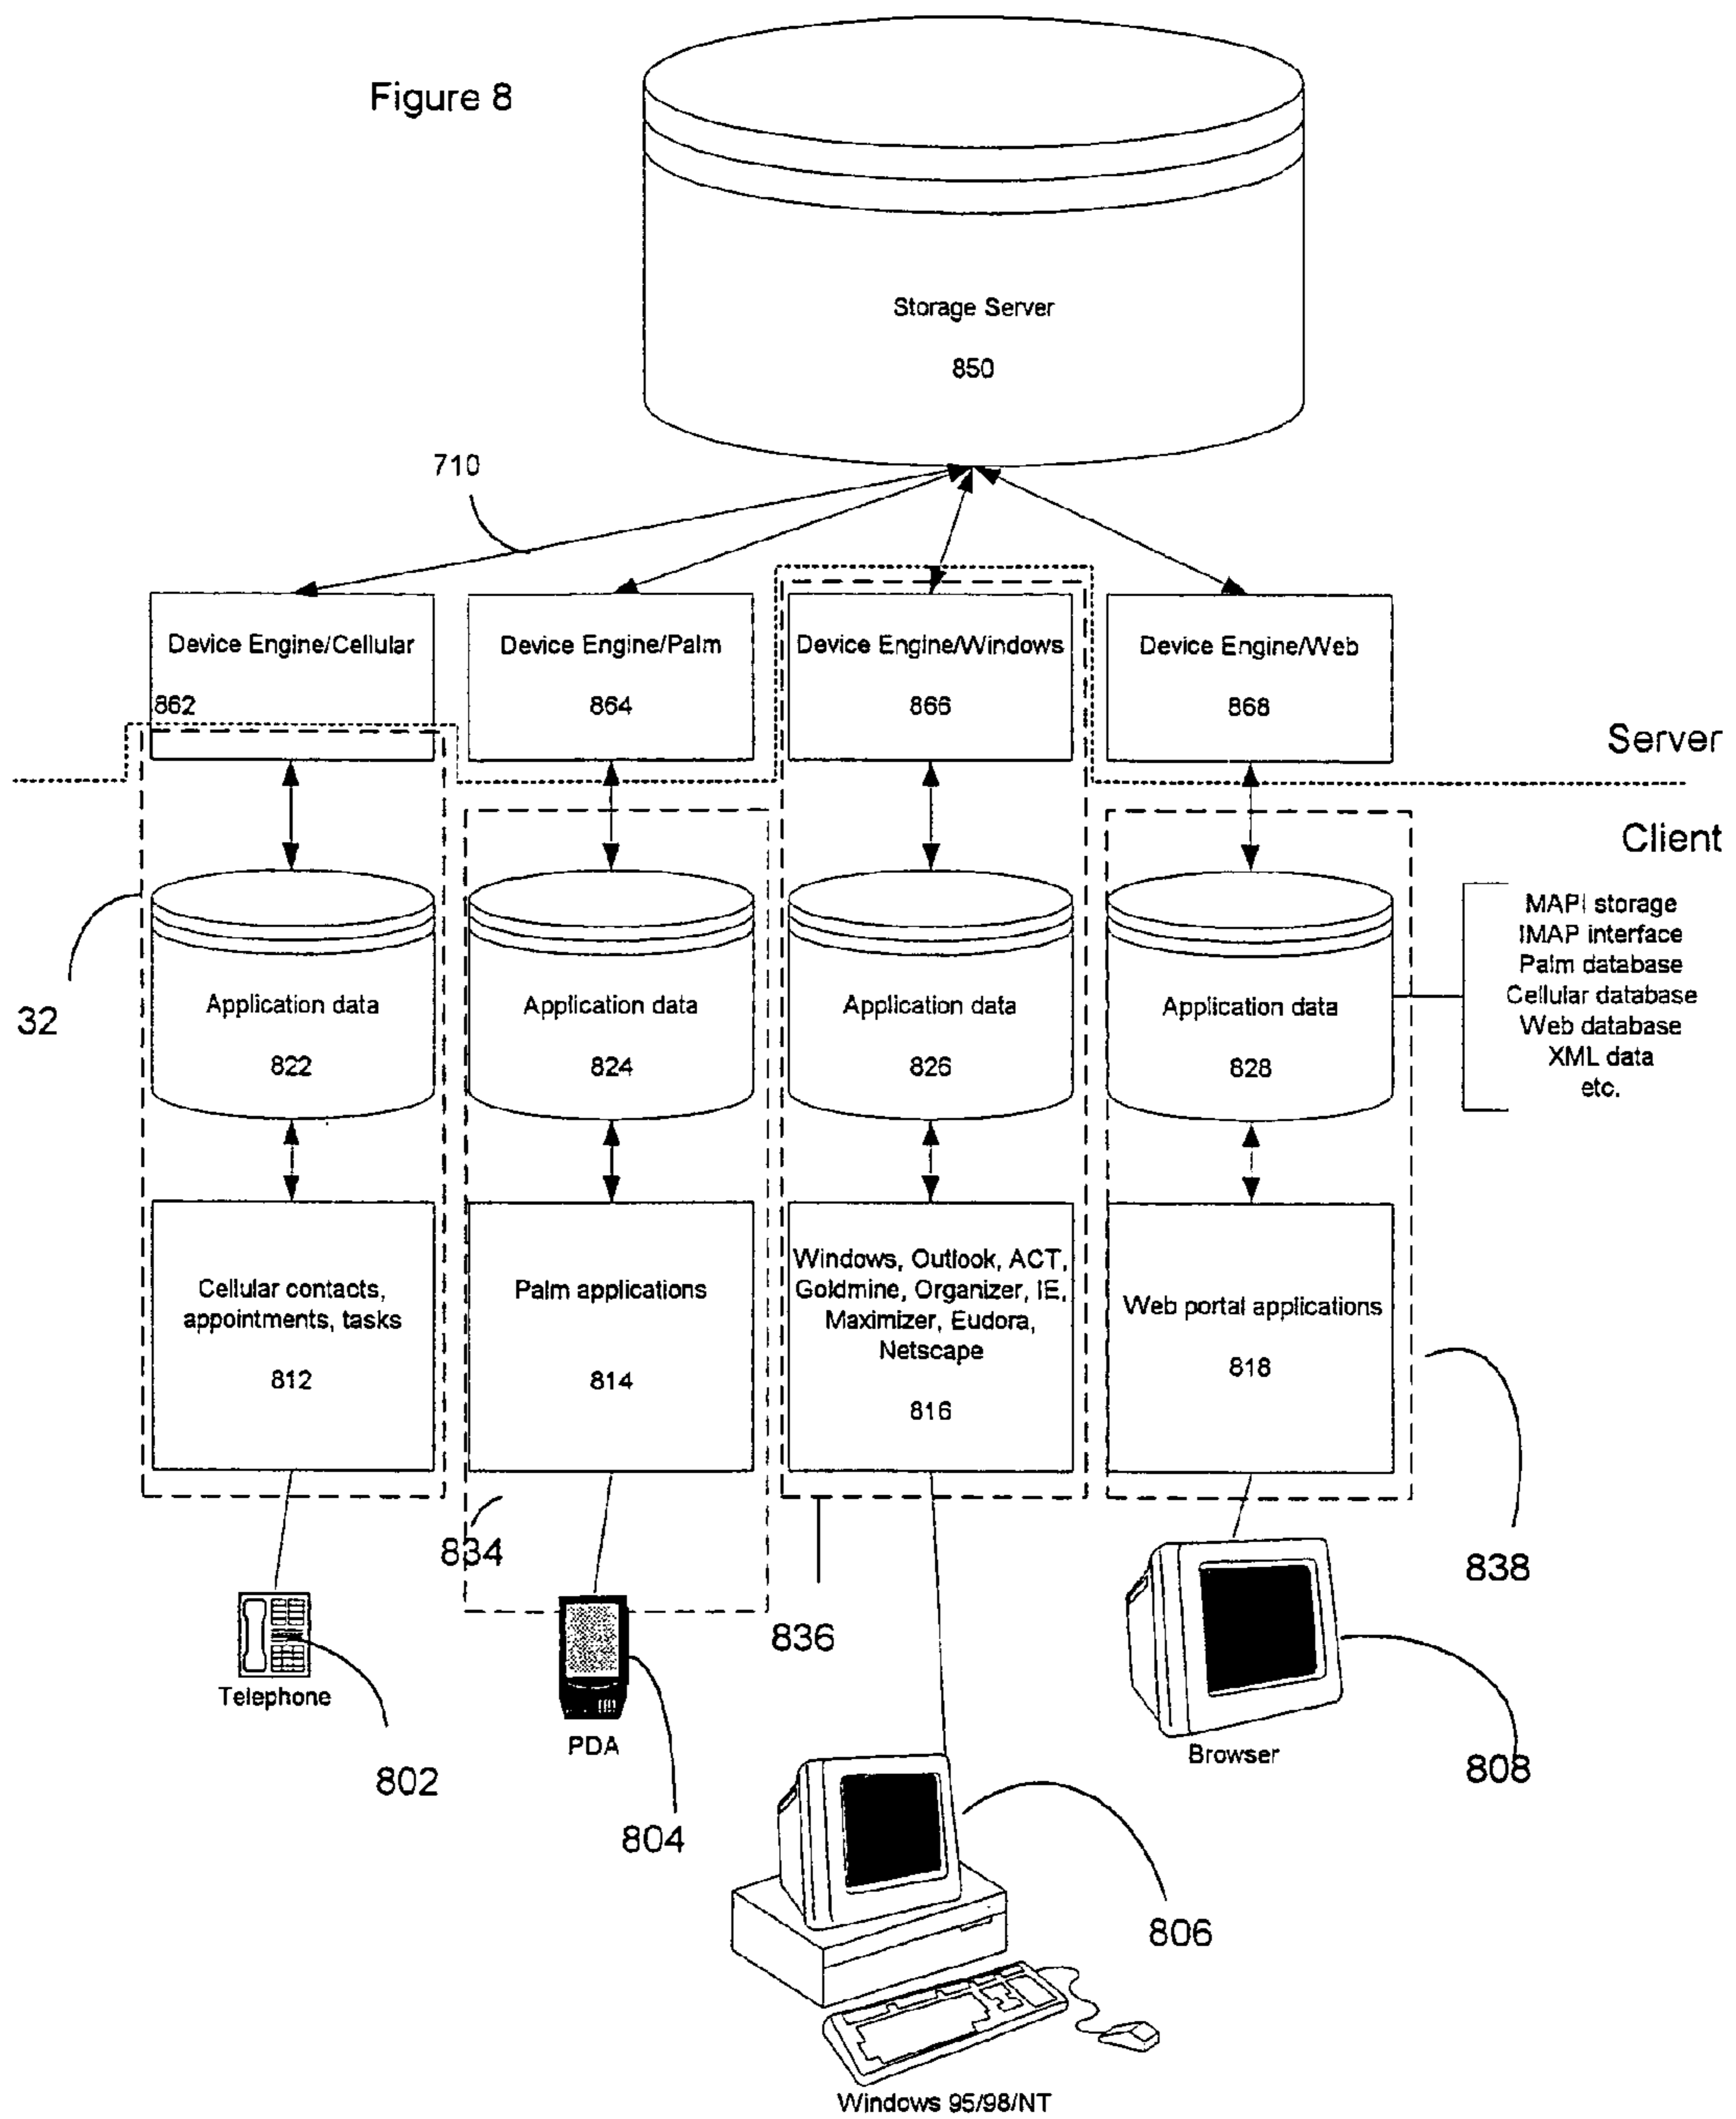 Figure 8
Storage Server
850
710
Device Engine/Cellular
862
Device Engine/Palm
864
Device Engine/Windows
866
Device Engine/Web
868
Server
Client
32
Application data
822
Application data
824
Application data
826
Application data
828
MAPI storage
IMAP interface
Palm database
Cellular database
Web database
XML data
etc.
Cellular contacts,
appointments, tasks
812
Palm applications
814
Windows, Outlook, ACT,
Goldmine, Organizer, IE,
Maximizer, Eudora,
Netscape
816
Web portal applications
818
834
836
838
Telephone
802
PDA
804
806
Browser
808
Windows 95/98/NT